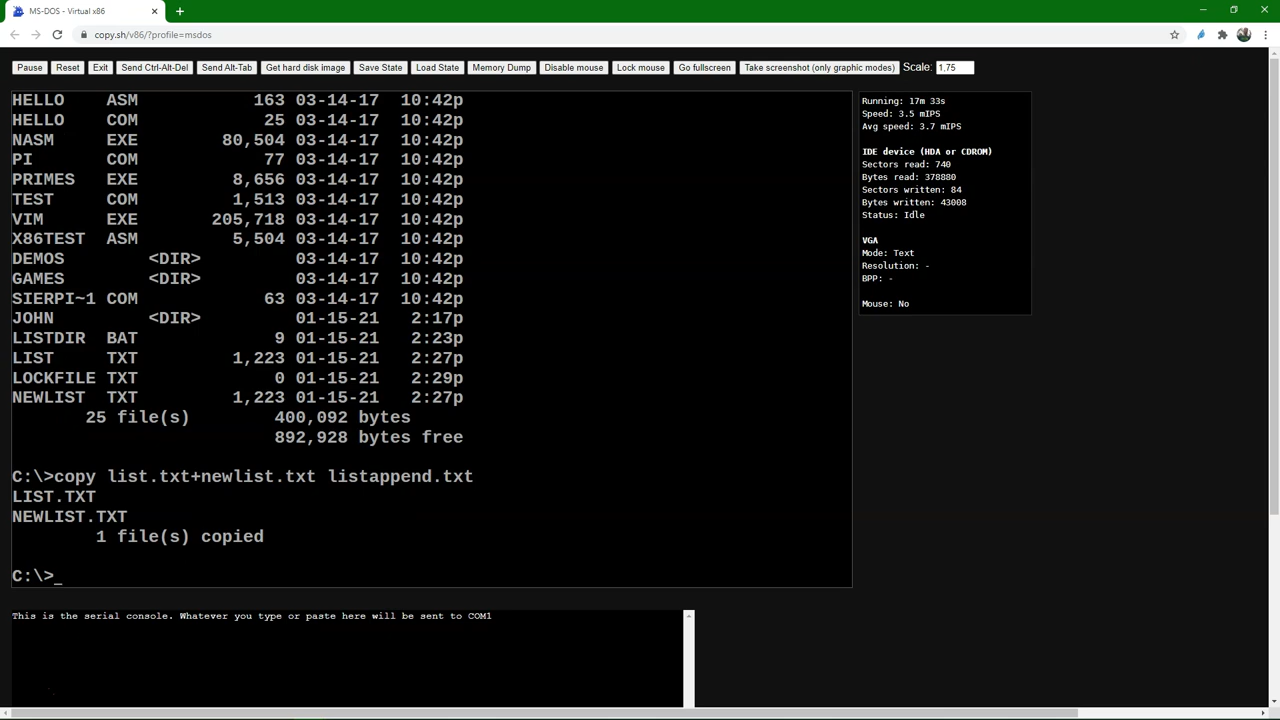 MS-DOS - Virtual x86
copy.sh/v86/?profile=msdos
Pause Reset Exit Send Ctrl-Alt-Del Send Alt-Tab Get hard disk image Save State Load State Memory Dump Disable mouse Lock mouse Go fullscreen Take screenshot (only graphic modes) Scale: 1,75
HELLO ASM 163 03-14-17 10:42p
HELLO COM 25 03-14-17 10:42p
NASM EXE 80,504 03-14-17 10:42p
PI COM 77 03-14-17 10:42p
PRIMES EXE 8,656 03-14-17 10:42p
TEST COM 1,513 03-14-17 10:42p
VIM EXE 205,718 03-14-17 10:42p
X86TEST ASM 5,504 03-14-17 10:42p
DEMOS <DIR> 03-14-17 10:42p
GAMES <DIR> 03-14-17 10:42p
SIERPI~1 COM 63 03-14-17 10:42p
JOHN <DIR> 01-15-21 2:17p
LISTDIR BAT 9 01-15-21 2:23p
LIST TXT 1,223 01-15-21 2:27p
LOCKFILE TXT 0 01-15-21 2:29p
NEWLIST TXT 1,223 01-15-21 2:27p
25 file(s) 400,092 bytes
892,928 bytes free
C:\>copy list.txt+newlist.txt listappend.txt
LIST.TXT
NEWLIST.TXT
1 file(s) copied
C:\>_
Running: 17m 33s
Speed: 3.5 mIPS
Avg speed: 3.7 mIPS
IDE device (HDA or CDROM)
Sectors read: 740
Bytes read: 378880
Sectors written: 84
Bytes written: 43008
Status: Idle
VGA
Mode: Text
Resolution: -
BPP: -
Mouse: No
This is the serial console. Whatever you type or paste here will be sent to COM1